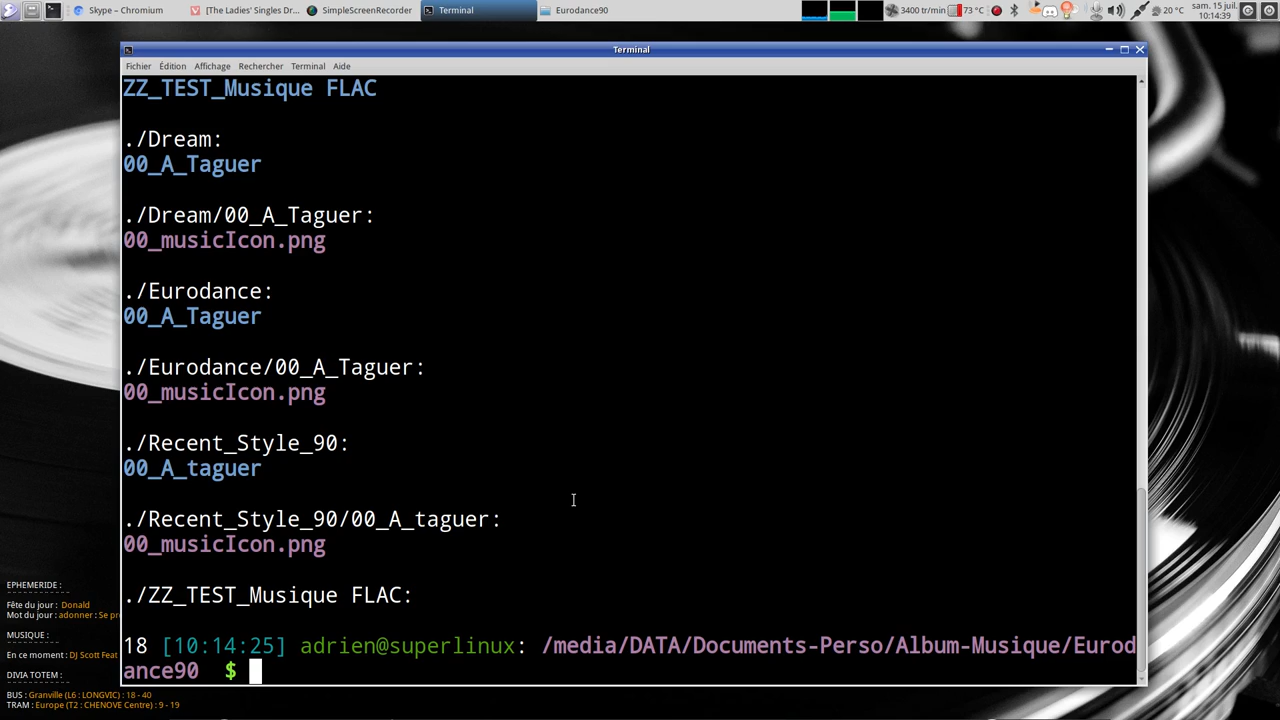 Skype – Chromium
[The Ladies' Singles Dr...
SimpleScreenRecorder
Terminal
Eurodance90
3400 tr/min
73 °C
20 °C
sam. 15 juil.
10:14:39
Terminal
Fichier Édition Affichage Rechercher Terminal Aide
ZZ_TEST_Musique FLAC
./Dream:
00_A_Taguer
./Dream/00_A_Taguer:
00_musicIcon.png
./Eurodance:
00_A_Taguer
./Eurodance/00_A_Taguer:
00_musicIcon.png
./Recent_Style_90:
00_A_taguer
./Recent_Style_90/00_A_taguer:
00_musicIcon.png
./ZZ_TEST_Musique FLAC:
18 [10:14:25] adrien@superlinux: /media/DATA/Documents-Perso/Album-Musique/Eurod
ance90 $
EPHEMERIDE :
Fête du jour : Donald
Mot du jour : adonner : Se pr
MUSIQUE :
En ce moment : DJ Scott Feat
DIVIA TOTEM :
BUS : Granville (L6 : LONGVIC) : 18 - 40
TRAM : Europe (T2 : CHENOVE Centre) : 9 - 19